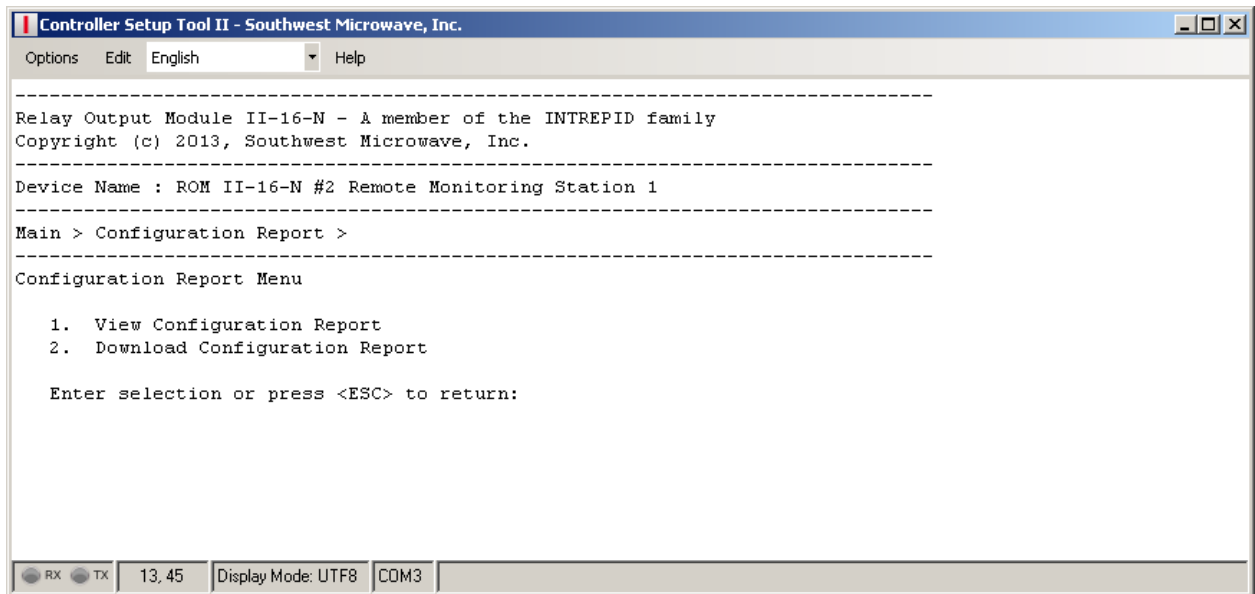 Controller Setup Tool II - Southwest Microwave, Inc.
Options Edit English Help
--------------------------------------------------------------------------------
Relay Output Module II-16-N - A member of the INTREPID family
Copyright (c) 2013, Southwest Microwave, Inc.
--------------------------------------------------------------------------------
Device Name : ROM II-16-N #2 Remote Monitoring Station 1
--------------------------------------------------------------------------------
Main > Configuration Report >
--------------------------------------------------------------------------------
Configuration Report Menu
1. View Configuration Report
2. Download Configuration Report
Enter selection or press <ESC> to return:
RX TX 13, 45 Display Mode: UTF8 COM3